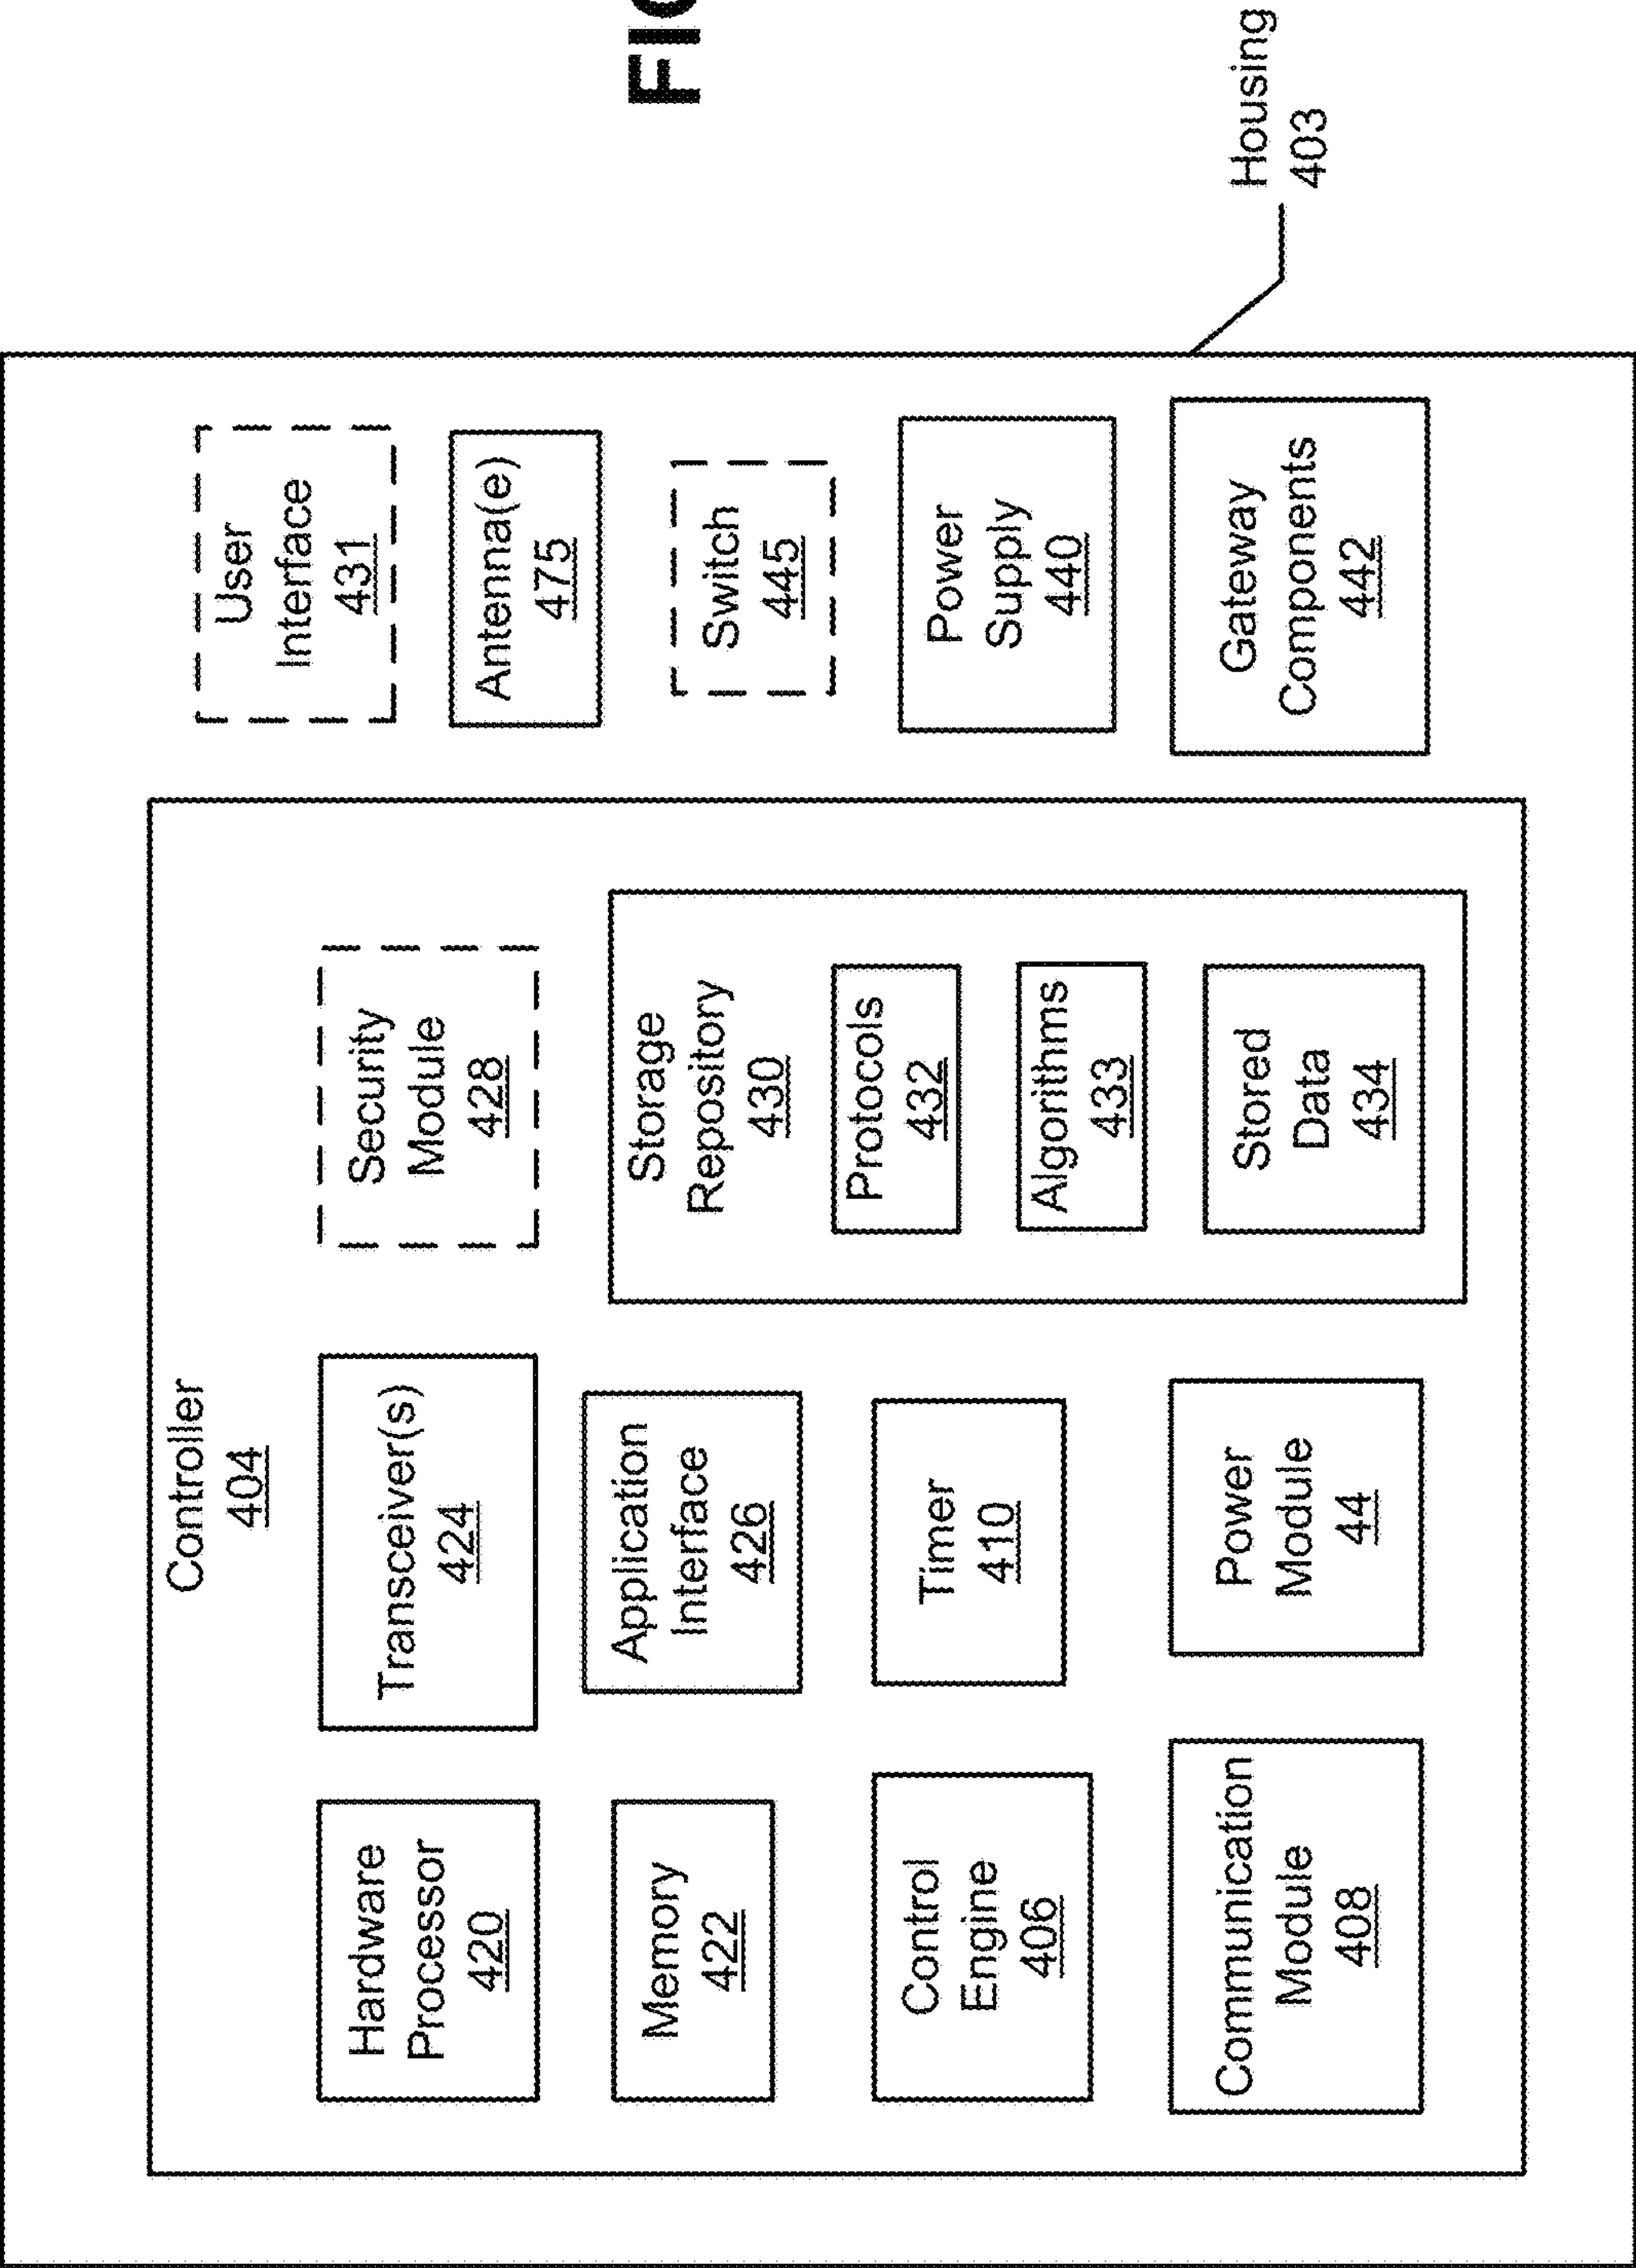 Controller
404
Hardware
Processor
420
Memory
422
Control
Engine
406
Communication
Module
408
Transceiver(s)
424
Application
Interface
426
Timer
410
Power
Module
44
Security
Module
428
Storage
Repository
430
Protocols
432
Algorithms
433
Stored
Data
434
User
Interface
431
Antenna(e)
475
Switch
445
Power
Supply
440
Gateway
Components
442
Housing
403